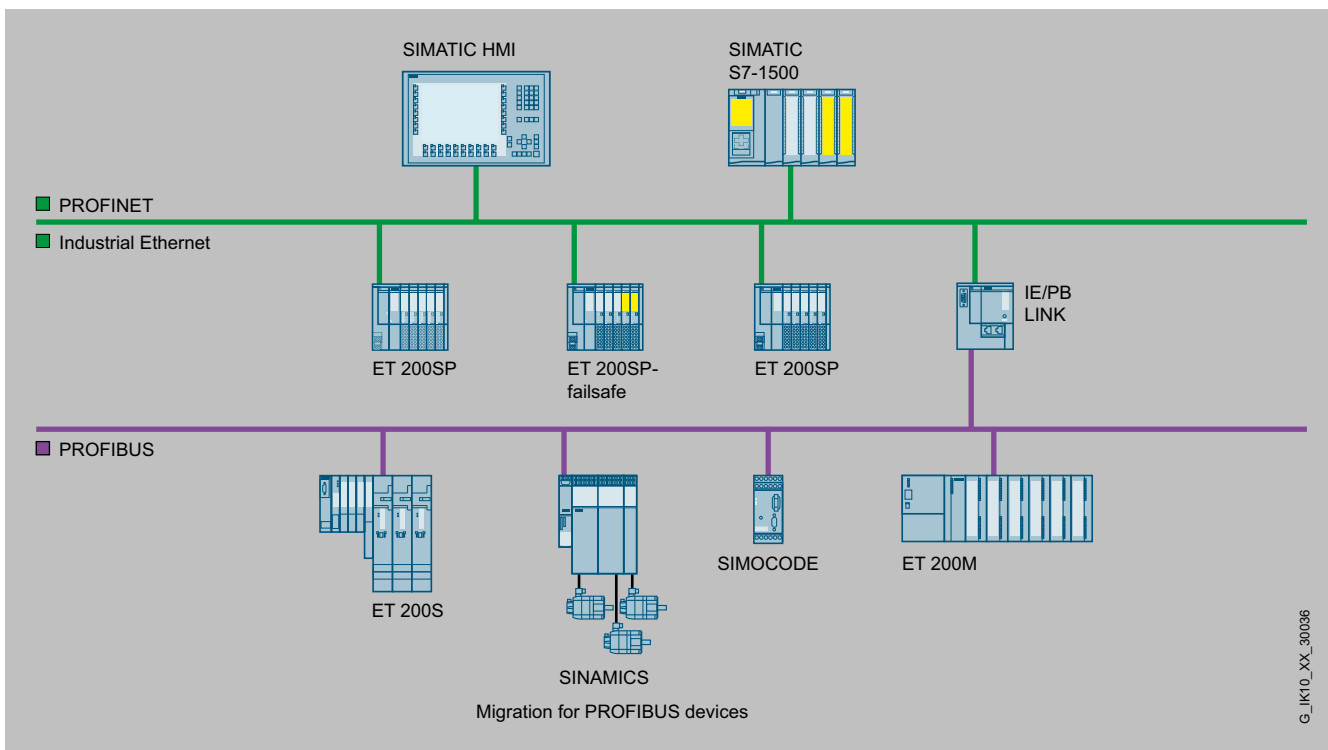 SIMATIC HMI
SIMATIC
S7-1500
PROFINET
Industrial Ethernet
ET 200SP
ET 200SP-
failsafe
ET 200SP
IE/PB
LINK
PROFIBUS
ET 200S
SINAMICS
SIMOCODE
ET 200M
Migration for PROFIBUS devices
G_IK10_XX_30036